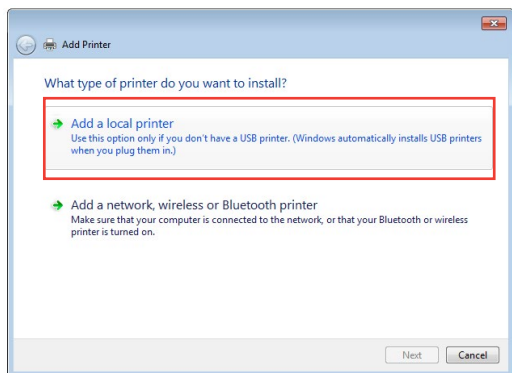 Add Printer
What type of printer do you want to install?
Add a local printer
Use this option only if you don't have a USB printer. (Windows automatically installs USB printers
when you plug them in.)
Add a network, wireless or Bluetooth printer
Make sure that your computer is connected to the network, or that your Bluetooth or wireless
printer is turned on.
Next Cancel